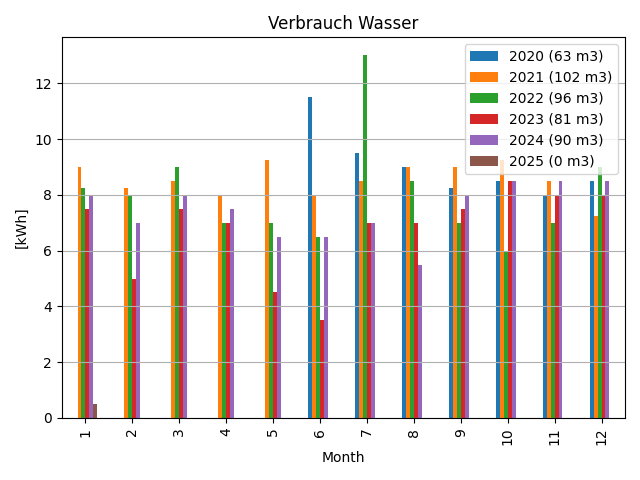 Verbrauch Wasser
2020 (63 m3)
2021 (102 m3)
2022 (96 m3)
2023 (81 m3)
2024 (90 m3)
2025 (0 m3)
[kWh]
12
10
8
6
4
2
0
1 2 3 4 5 6 7 8 9 10 11 12
Month